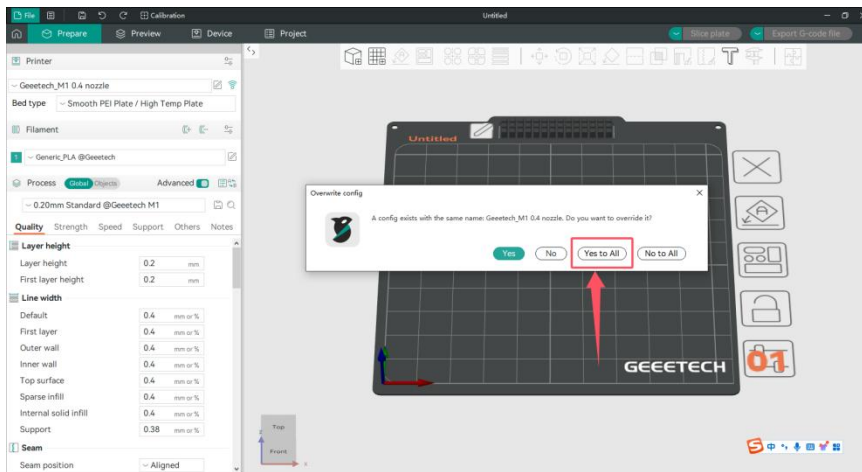 File
Calibration
Untitled
Prepare
Preview
Device
Project
Slice plate
Export G-code file
Printer
Geeetech_M1 0.4 nozzle
Bed type
Smooth PEI Plate / High Temp Plate
Filament
1
Generic_PLA @Geeetech
Process
Global
Objects
Advanced
0.20mm Standard @Geeetech M1
Quality
Strength
Speed
Support
Others
Notes
Layer height
Layer height 0.2 mm
First layer height 0.2 mm
Line width
Default 0.4 mm or %
First layer 0.4 mm or %
Outer wall 0.4 mm or %
Inner wall 0.4 mm or %
Top surface 0.4 mm or %
Sparse infill 0.4 mm or %
Internal solid infill 0.4 mm or %
Support 0.38 mm or %
Seam
Seam position Aligned
Untitled
Overwrite config
A config exists with the same name: Geeetech_M1 0.4 nozzle. Do you want to override it?
Yes
No
Yes to All
No to All
GEEETECH
01
Top
Front
z
x
中